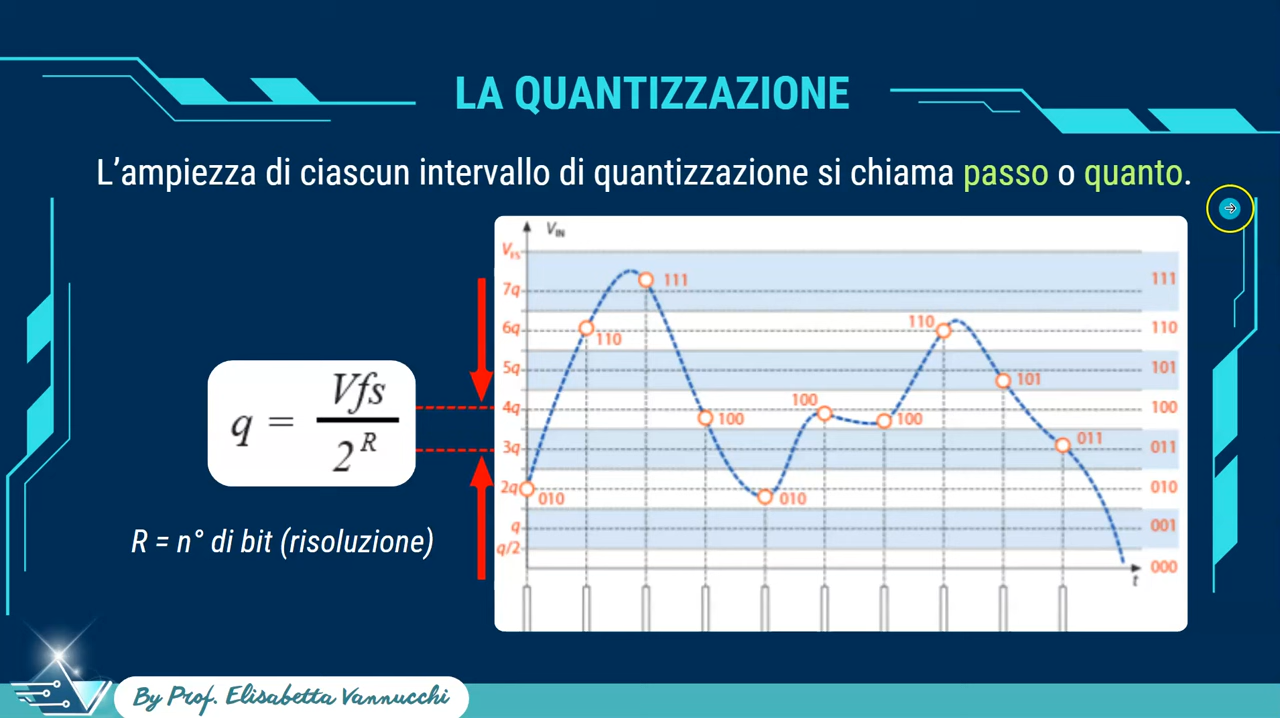 LA QUANTIZZAZIONE
L’ampiezza di ciascun intervallo di quantizzazione si chiama passo o quanto.
q = Vfs / 2^R
R = n° di bit (risoluzione)
V_IN
V_FS
7q
6q
5q
4q
3q
2q
q
q/2
010
110
111
100
010
100
100
110
101
011
111
110
101
100
011
010
001
000
t
By Prof. Elisabetta Vannucchi